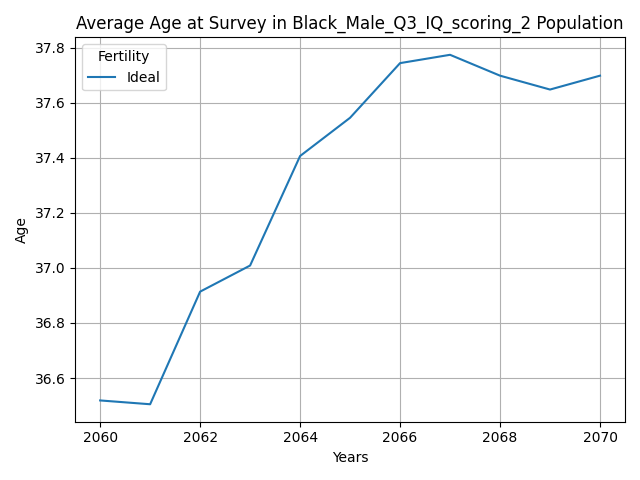 Average Age at Survey in Black_Male_Q3_IQ_scoring_2 Population
Fertility
Ideal
37.8
37.6
37.4
37.2
37.0
36.8
36.6
Age
2060 2062 2064 2066 2068 2070
Years